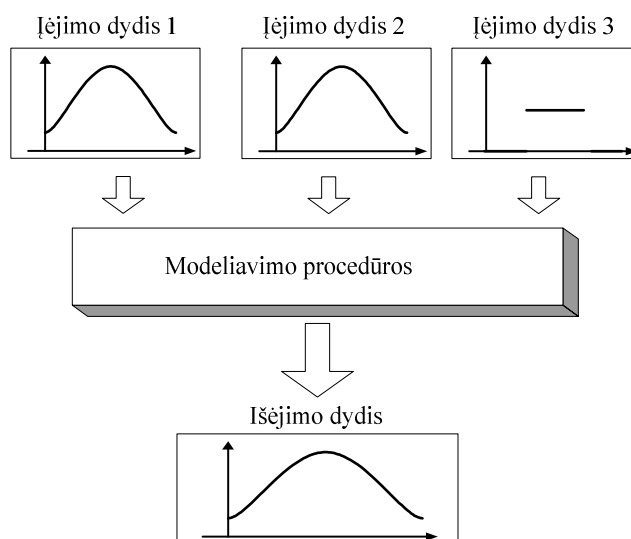 Įėjimo dydis 1
Įėjimo dydis 2
Įėjimo dydis 3
Modeliavimo procedūros
Išėjimo dydis